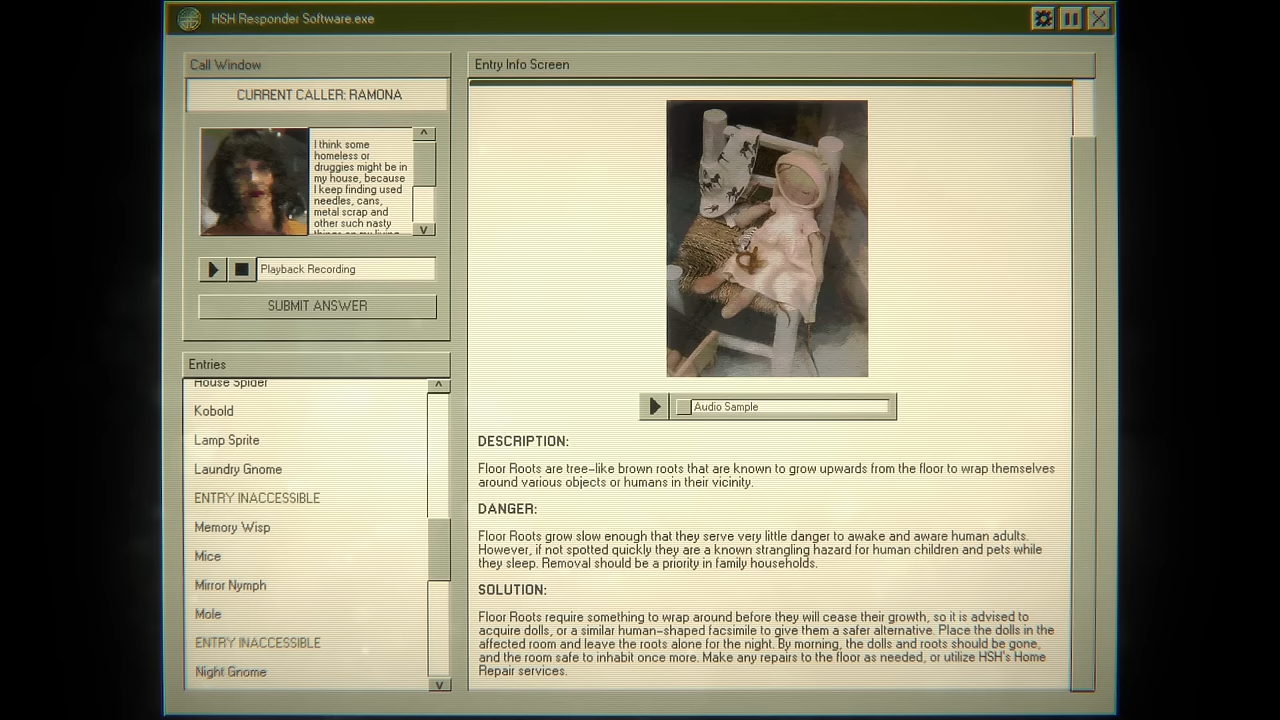 HSH Responder Software.exe
Call Window
CURRENT CALLER: RAMONA
I think some
homeless or
druggies might be in
my house, because
I keep finding used
needles, cans,
metal scrap and
other such nasty
things on my living
Playback Recording
SUBMIT ANSWER
Entries
House Spider
Kobold
Lamp Sprite
Laundry Gnome
ENTRY INACCESSIBLE
Memory Wisp
Mice
Mirror Nymph
Mole
ENTRY INACCESSIBLE
Night Gnome
Entry Info Screen
Audio Sample
DESCRIPTION:
Floor Roots are tree-like brown roots that are known to grow upwards from the floor to wrap themselves
around various objects or humans in their vicinity.
DANGER:
Floor Roots grow slow enough that they serve very little danger to awake and aware human adults.
However, if not spotted quickly they are a known strangling hazard for human children and pets while
they sleep. Removal should be a priority in family households.
SOLUTION:
Floor Roots require something to wrap around before they will cease their growth, so it is advised to
acquire dolls, or a similar human-shaped facsimile to give them a safer alternative. Place the dolls in the
affected room and leave the roots alone for the night. By morning, the dolls and roots should be gone,
and the room safe to inhabit once more. Make any repairs to the floor as needed, or utilize HSH's Home
Repair services.